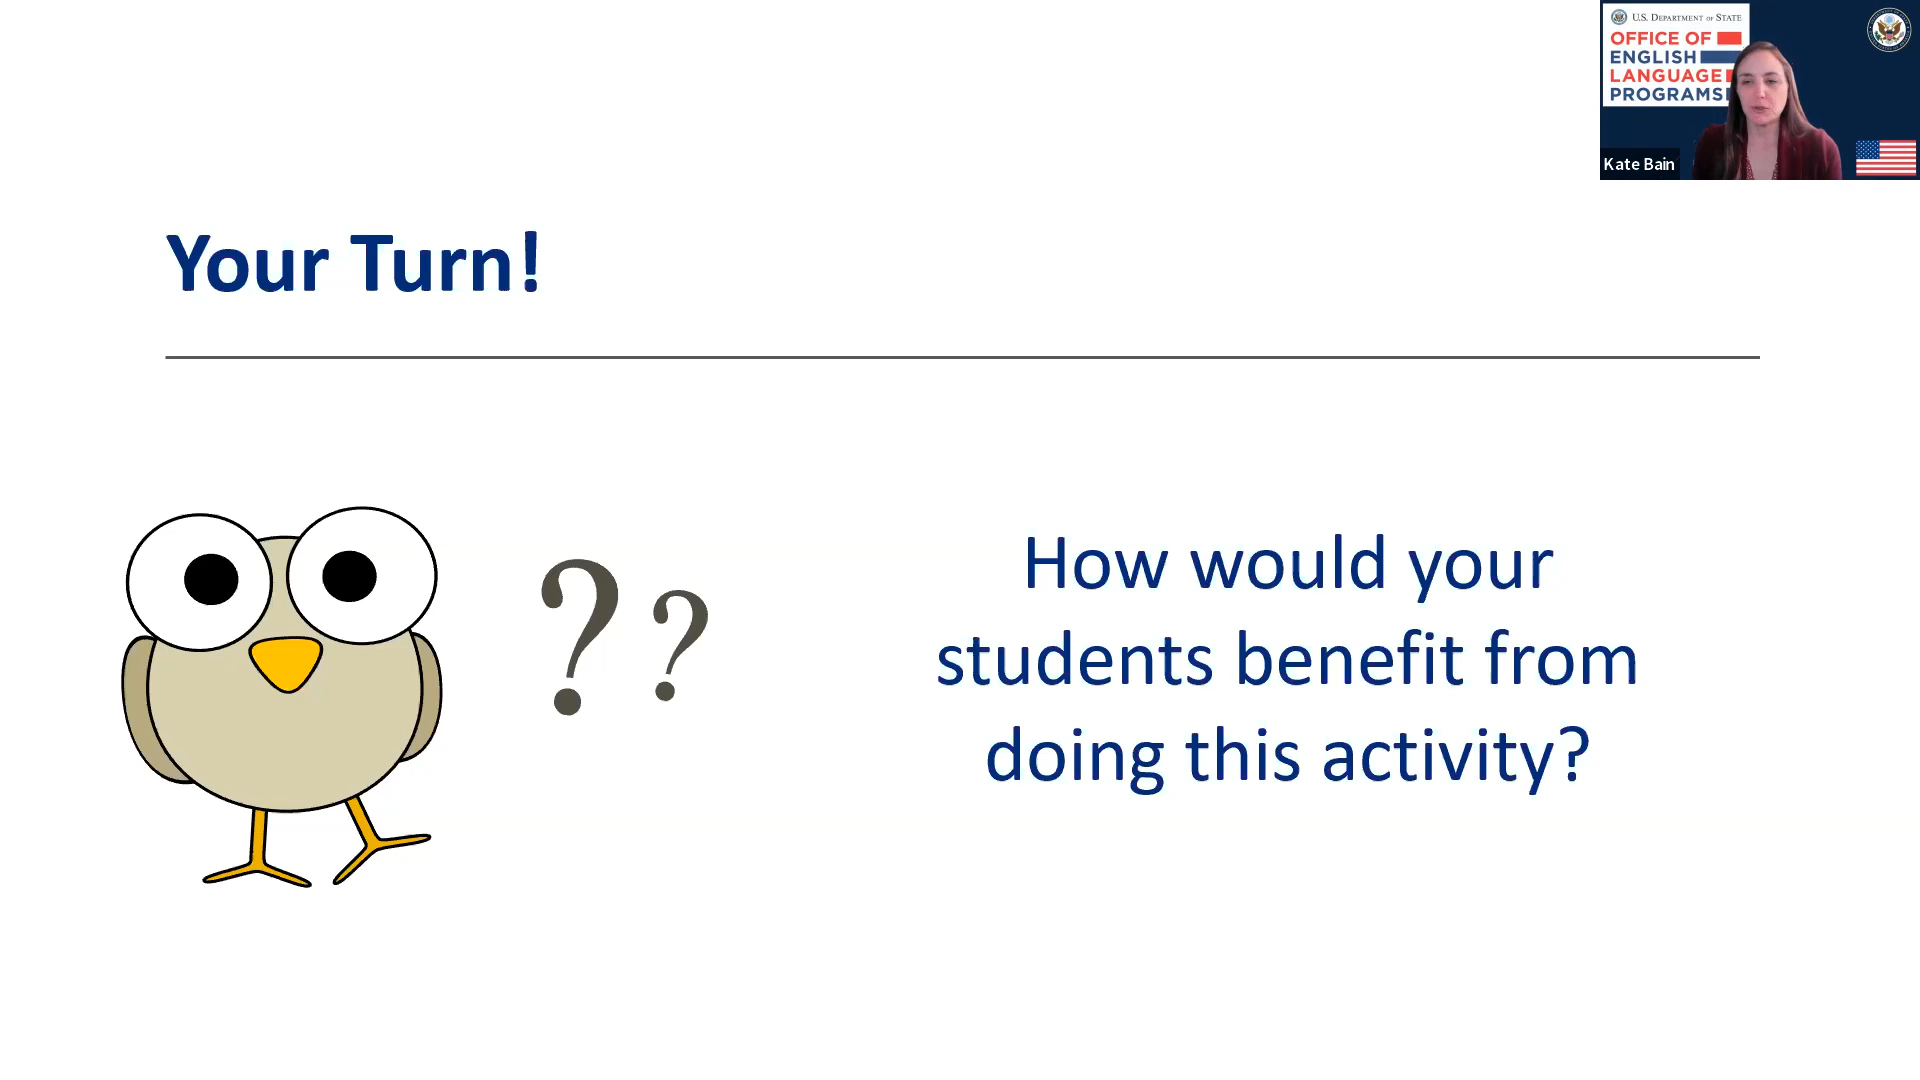 U.S. DEPARTMENT OF STATE
OFFICE OF
ENGLISH
LANGUAGE
PROGRAMS
Kate Bain
Your Turn!
??
How would your
students benefit from
doing this activity?